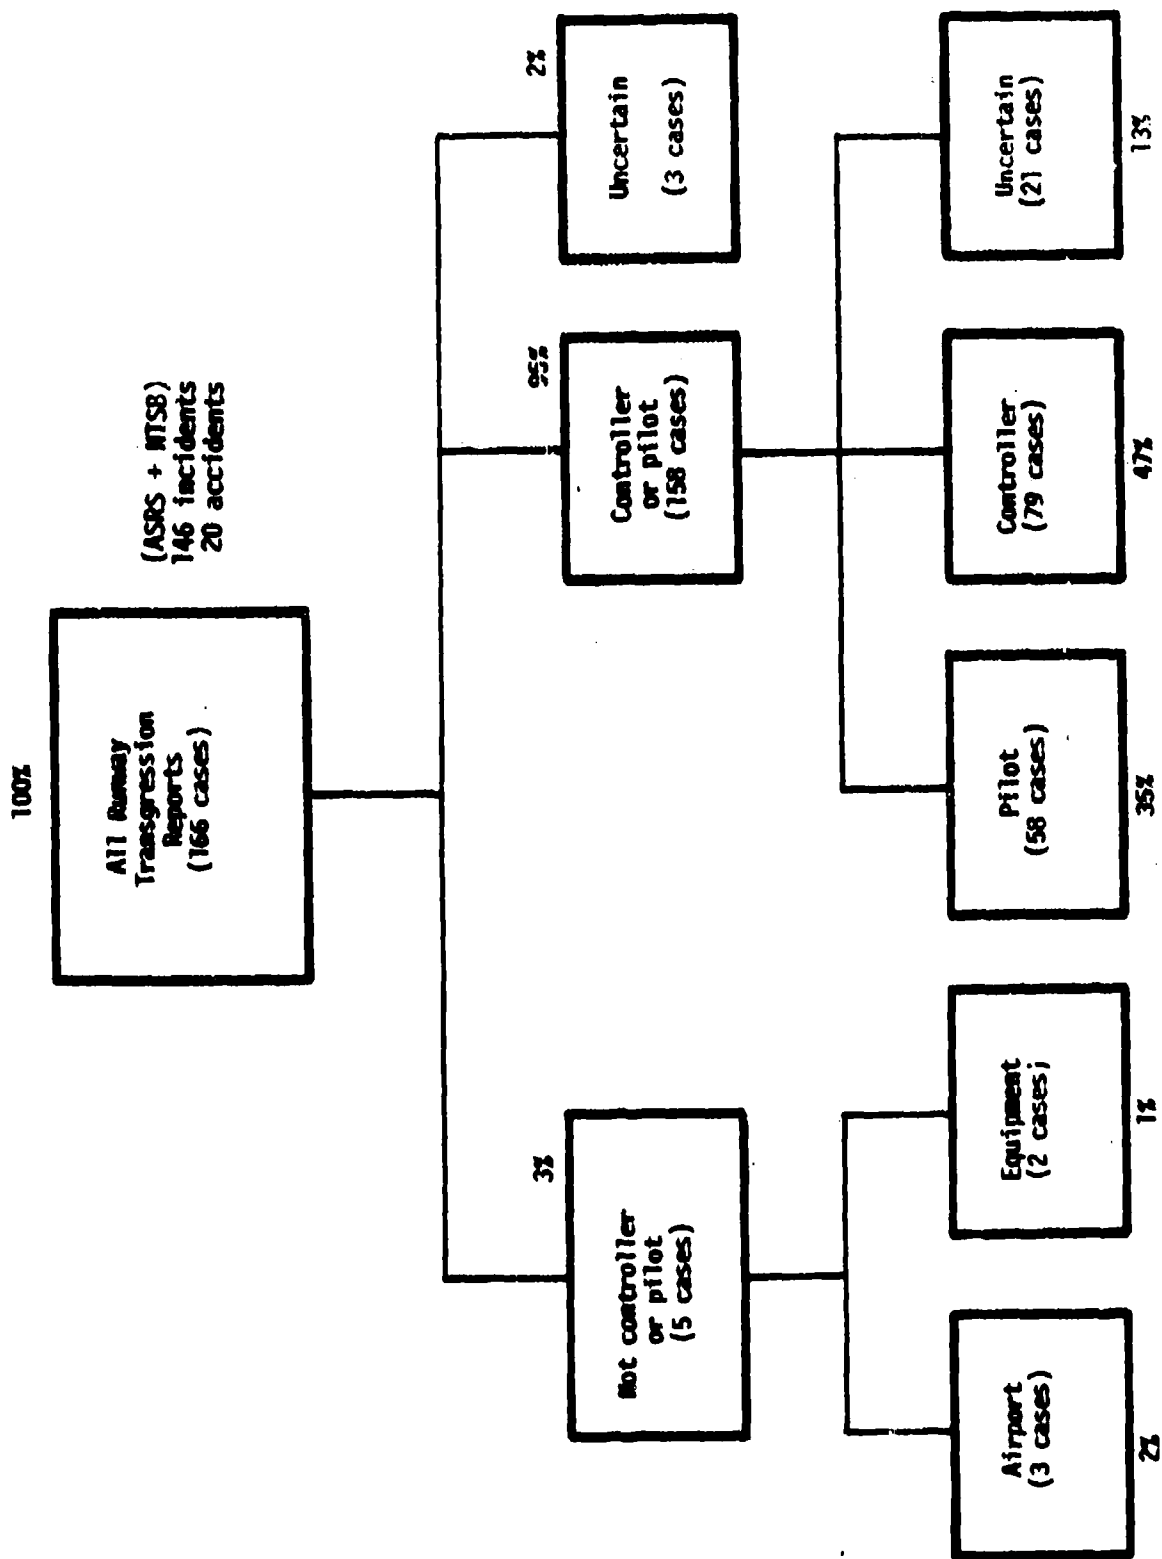 100%
All Runway
Transgression
Reports
(166 cases)
(ASRS + NTSB)
146 incidents
20 accidents
3%
Not controller
or pilot
(5 cases)
95%
Controller
or pilot
(158 cases)
2%
Uncertain
(3 cases)
Airport
(3 cases)
2%
Equipment
(2 cases;
1%
Pilot
(58 cases)
35%
Controller
(79 cases)
47%
Uncertain
(21 cases)
13%